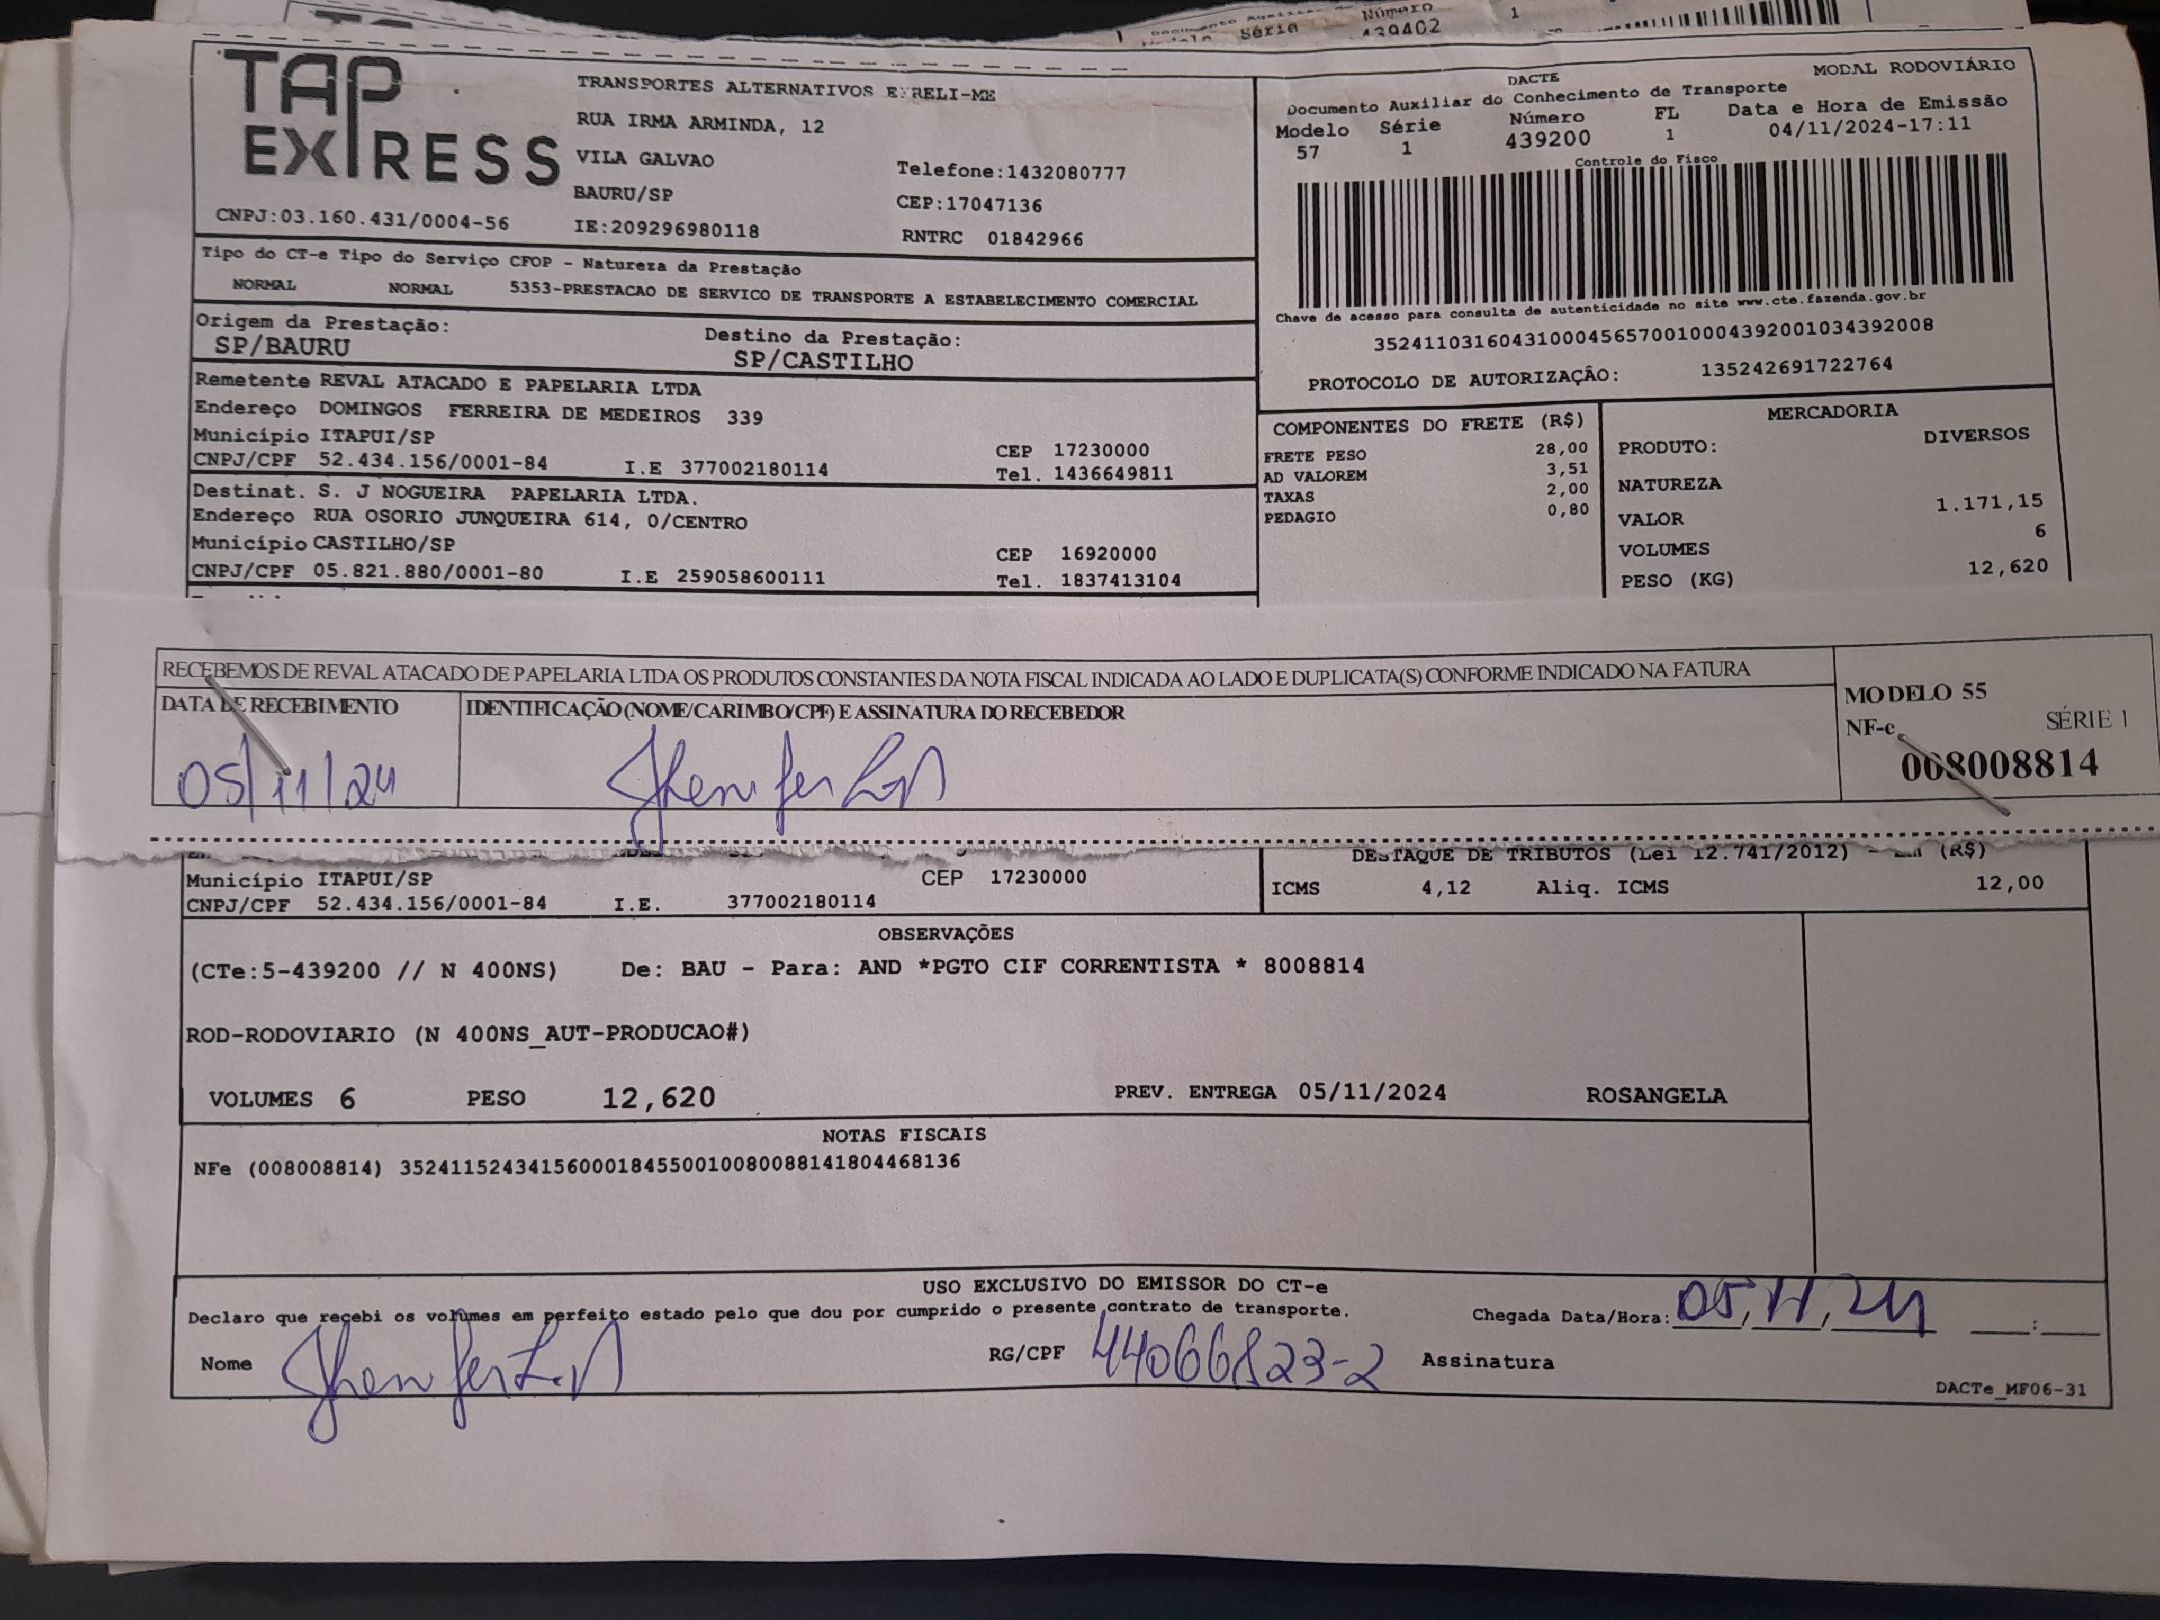 Número
Série 439402 1
TAP
EXPRESS
TRANSPORTES ALTERNATIVOS EIRELI-ME
RUA IRMA ARMINDA, 12
VILA GALVAO
Telefone:1432080777
BAURU/SP
CEP:17047136
CNPJ:03.160.431/0004-56
IE:209296980118
RNTRC 01842966
DACTE
MODAL RODOVIÁRIO
Documento Auxiliar do Conhecimento de Transporte
Modelo Série Número FL Data e Hora de Emissão
57 1 439200 1 04/11/2024-17:11
Controle do Fisco
Chave de acesso para consulta de autenticidade no site www.cte.fazenda.gov.br
35241103160431000456570010004392001034392008
PROTOCOLO DE AUTORIZAÇÃO: 135242691722764
Tipo do CT-e Tipo do Serviço CFOP - Natureza da Prestação
NORMAL NORMAL 5353-PRESTACAO DE SERVICO DE TRANSPORTE A ESTABELECIMENTO COMERCIAL
Origem da Prestação: Destino da Prestação:
SP/BAURU SP/CASTILHO
Remetente REVAL ATACADO E PAPELARIA LTDA
Endereço DOMINGOS FERREIRA DE MEDEIROS 339
Município ITAPUI/SP CEP 17230000
CNPJ/CPF 52.434.156/0001-84 I.E 377002180114 Tel. 1436649811
Destinat. S. J NOGUEIRA PAPELARIA LTDA.
Endereço RUA OSORIO JUNQUEIRA 614, 0/CENTRO
Município CASTILHO/SP CEP 16920000
CNPJ/CPF 05.821.880/0001-80 I.E 259058600111 Tel. 1837413104
COMPONENTES DO FRETE (R$)
FRETE PESO 28,00
AD VALOREM 3,51
TAXAS 2,00
PEDAGIO 0,80
MERCADORIA
PRODUTO: DIVERSOS
NATUREZA
VALOR 1.171,15
VOLUMES 6
PESO (KG) 12,620
RECEBEMOS DE REVAL ATACADO DE PAPELARIA LTDA OS PRODUTOS CONSTANTES DA NOTA FISCAL INDICADA AO LADO E DUPLICATA(S) CONFORME INDICADO NA FATURA
DATA DE RECEBIMENTO
IDENTIFICAÇÃO (NOME/CARIMBO/CPF) E ASSINATURA DO RECEBEDOR
05/11/24
Jhenifer
MODELO 55
NF-e SÉRIE 1
008008814
Município ITAPUI/SP CEP 17230000
CNPJ/CPF 52.434.156/0001-84 I.E. 377002180114
DESTAQUE DE TRIBUTOS (Lei 12.741/2012) - Em (R$)
ICMS 4,12 Aliq. ICMS 12,00
OBSERVAÇÕES
(CTe:5-439200 // N 400NS) De: BAU - Para: AND *PGTO CIF CORRENTISTA * 8008814
ROD-RODOVIARIO (N 400NS_AUT-PRODUCAO#)
VOLUMES 6 PESO 12,620 PREV. ENTREGA 05/11/2024 ROSANGELA
NOTAS FISCAIS
NFe (008008814) 35241152434156000184550010080088141804468136
USO EXCLUSIVO DO EMISSOR DO CT-e
Declaro que recebi os volumes em perfeito estado pelo que dou por cumprido o presente contrato de transporte.
Chegada Data/Hora: 05/11/24 :
Nome Jhenifer RG/CPF 44066823-2 Assinatura
DACTe_MF06-31